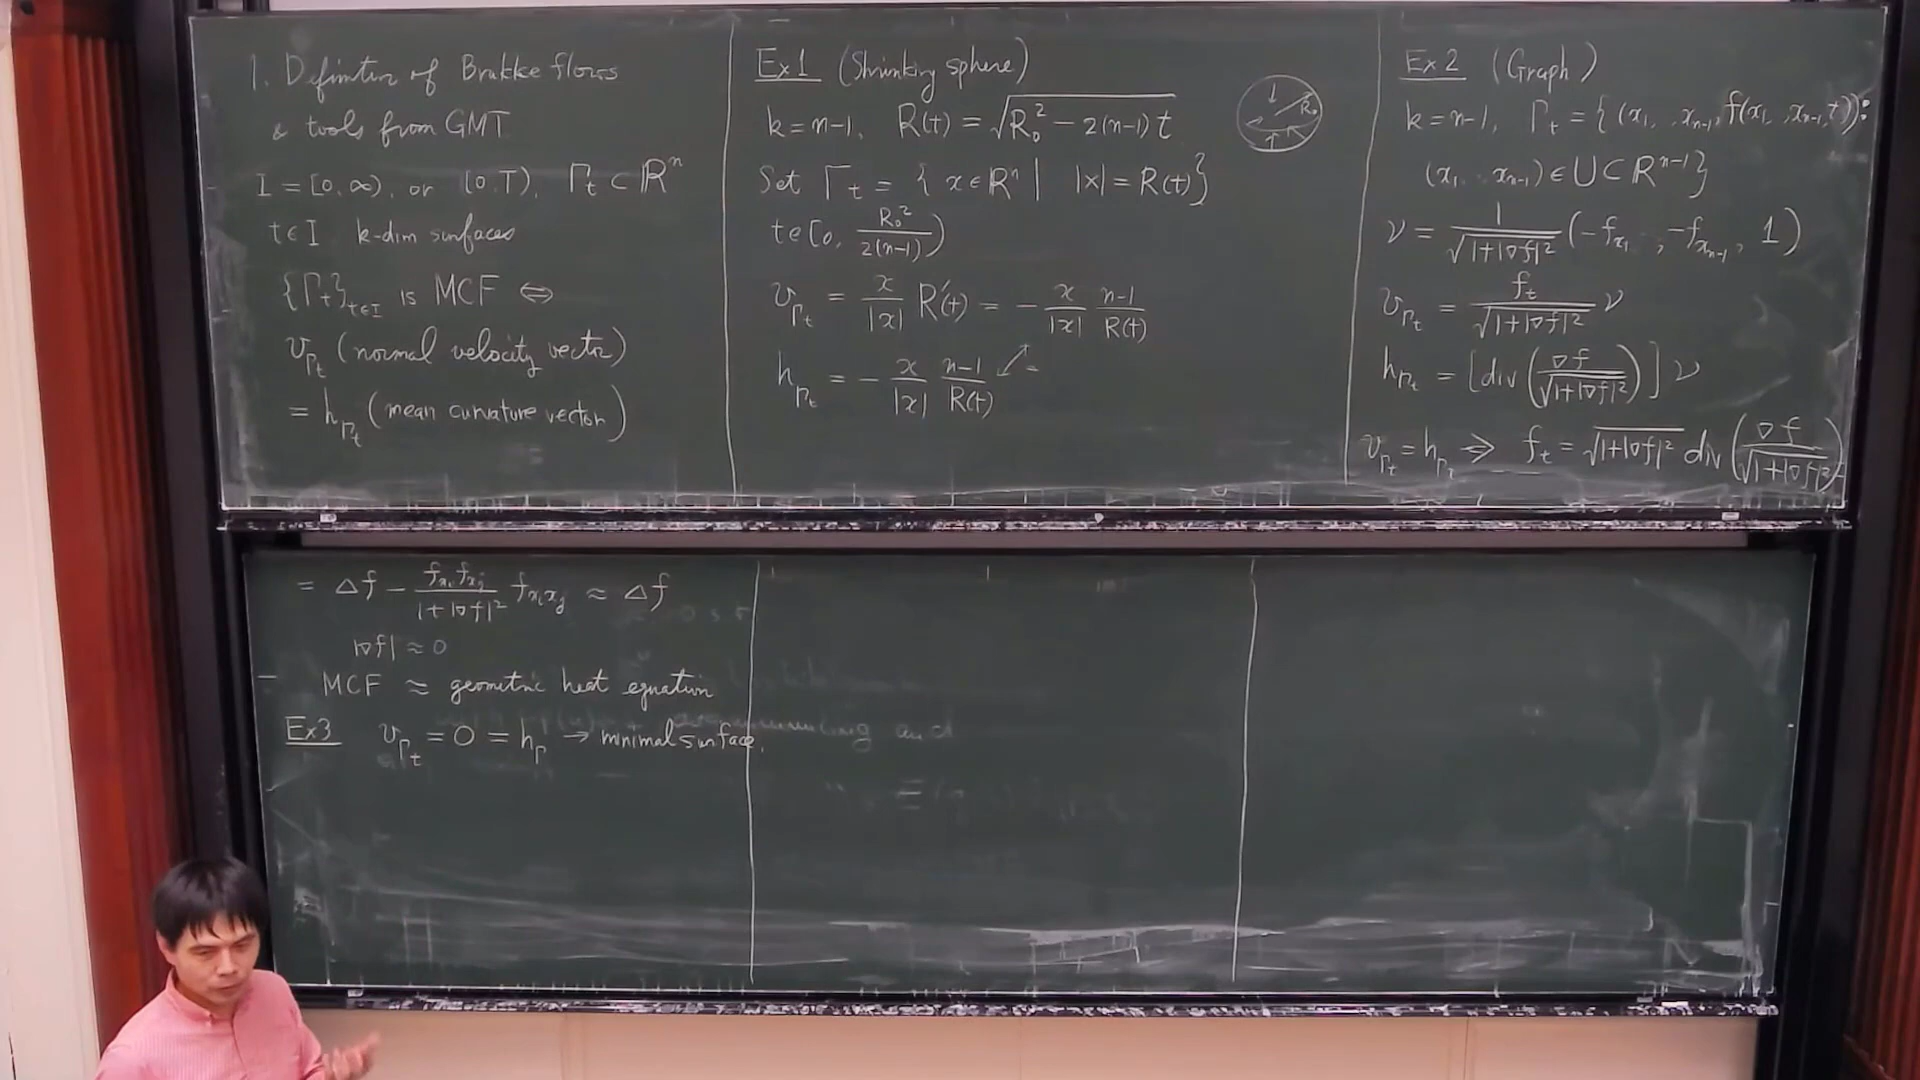 1. Definition of Brakke flows
& tools from GMT
I = [0,∞), or [0,T), Γ_t ⊂ ℝ^n
t∈I k-dim surfaces
{Γ_t}_{t∈I} is MCF ⇔
v_{Γ_t} (normal velocity vector)
= h_{Γ_t} (mean curvature vector)
Ex1 (Shrinking sphere)
k = n-1, R(t) = √(R_0^2 - 2(n-1)t)
R_0
Set Γ_t = { x∈ℝ^n | |x| = R(t) }
t∈[0, R_0^2/2(n-1))
v_{Γ_t} = x/|x| R'(t) = - x/|x| n-1/R(t)
h_{Γ_t} = - x/|x| n-1/R(t) =
Ex2 (Graph)
k = n-1, Γ_t = { (x_1, .., x_{n-1}, f(x_1, .., x_{n-1}, t)) :
(x_1 .. x_{n-1}) ∈ U ⊂ ℝ^{n-1} }
ν = 1/√(1+|∇f|^2) (-f_{x_1}, .., -f_{x_{n-1}}, 1)
v_{Γ_t} = f_t/√(1+|∇f|^2) ν
h_{Γ_t} = [div(∇f/√(1+|∇f|^2))] ν
v_{Γ_t} = h_{Γ_t} ⇔ f_t = √(1+|∇f|^2) div(∇f/√(1+|∇f|^2))
= Δf - f_{x_i} f_{x_j}/1+|∇f|^2 f_{x_i x_j} ≈ Δf
|∇f| ≈ 0
MCF ≈ geometric heat equation
Ex3 v_{Γ_t} = 0 = h_Γ → minimal surface.